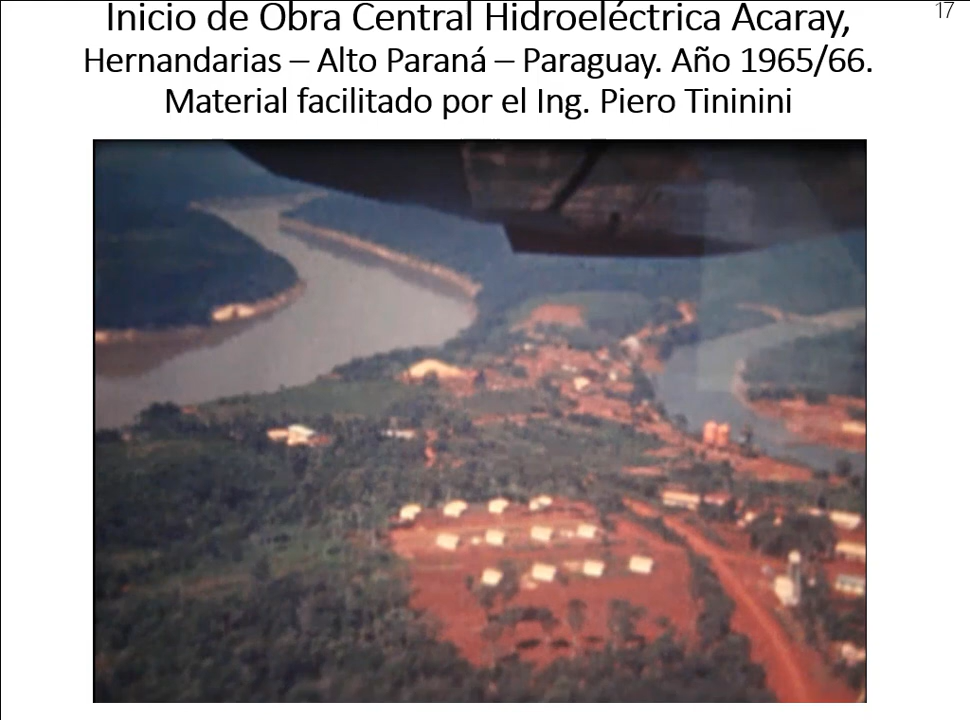 17
Inicio de Obra Central Hidroeléctrica Acaray,
Hernandarias – Alto Paraná – Paraguay. Año 1965/66.
Material facilitado por el Ing. Piero Tininini